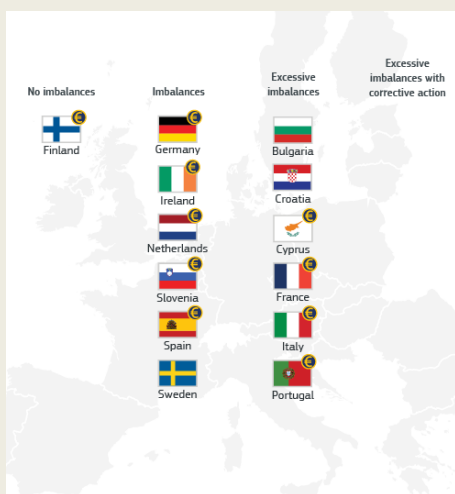 No imbalances
Imbalances
Excessive
imbalances
Excessive
imbalances with
corrective action
Finland
Germany
Ireland
Netherlands
Slovenia
Spain
Sweden
Bulgaria
Croatia
Cyprus
France
Italy
Portugal